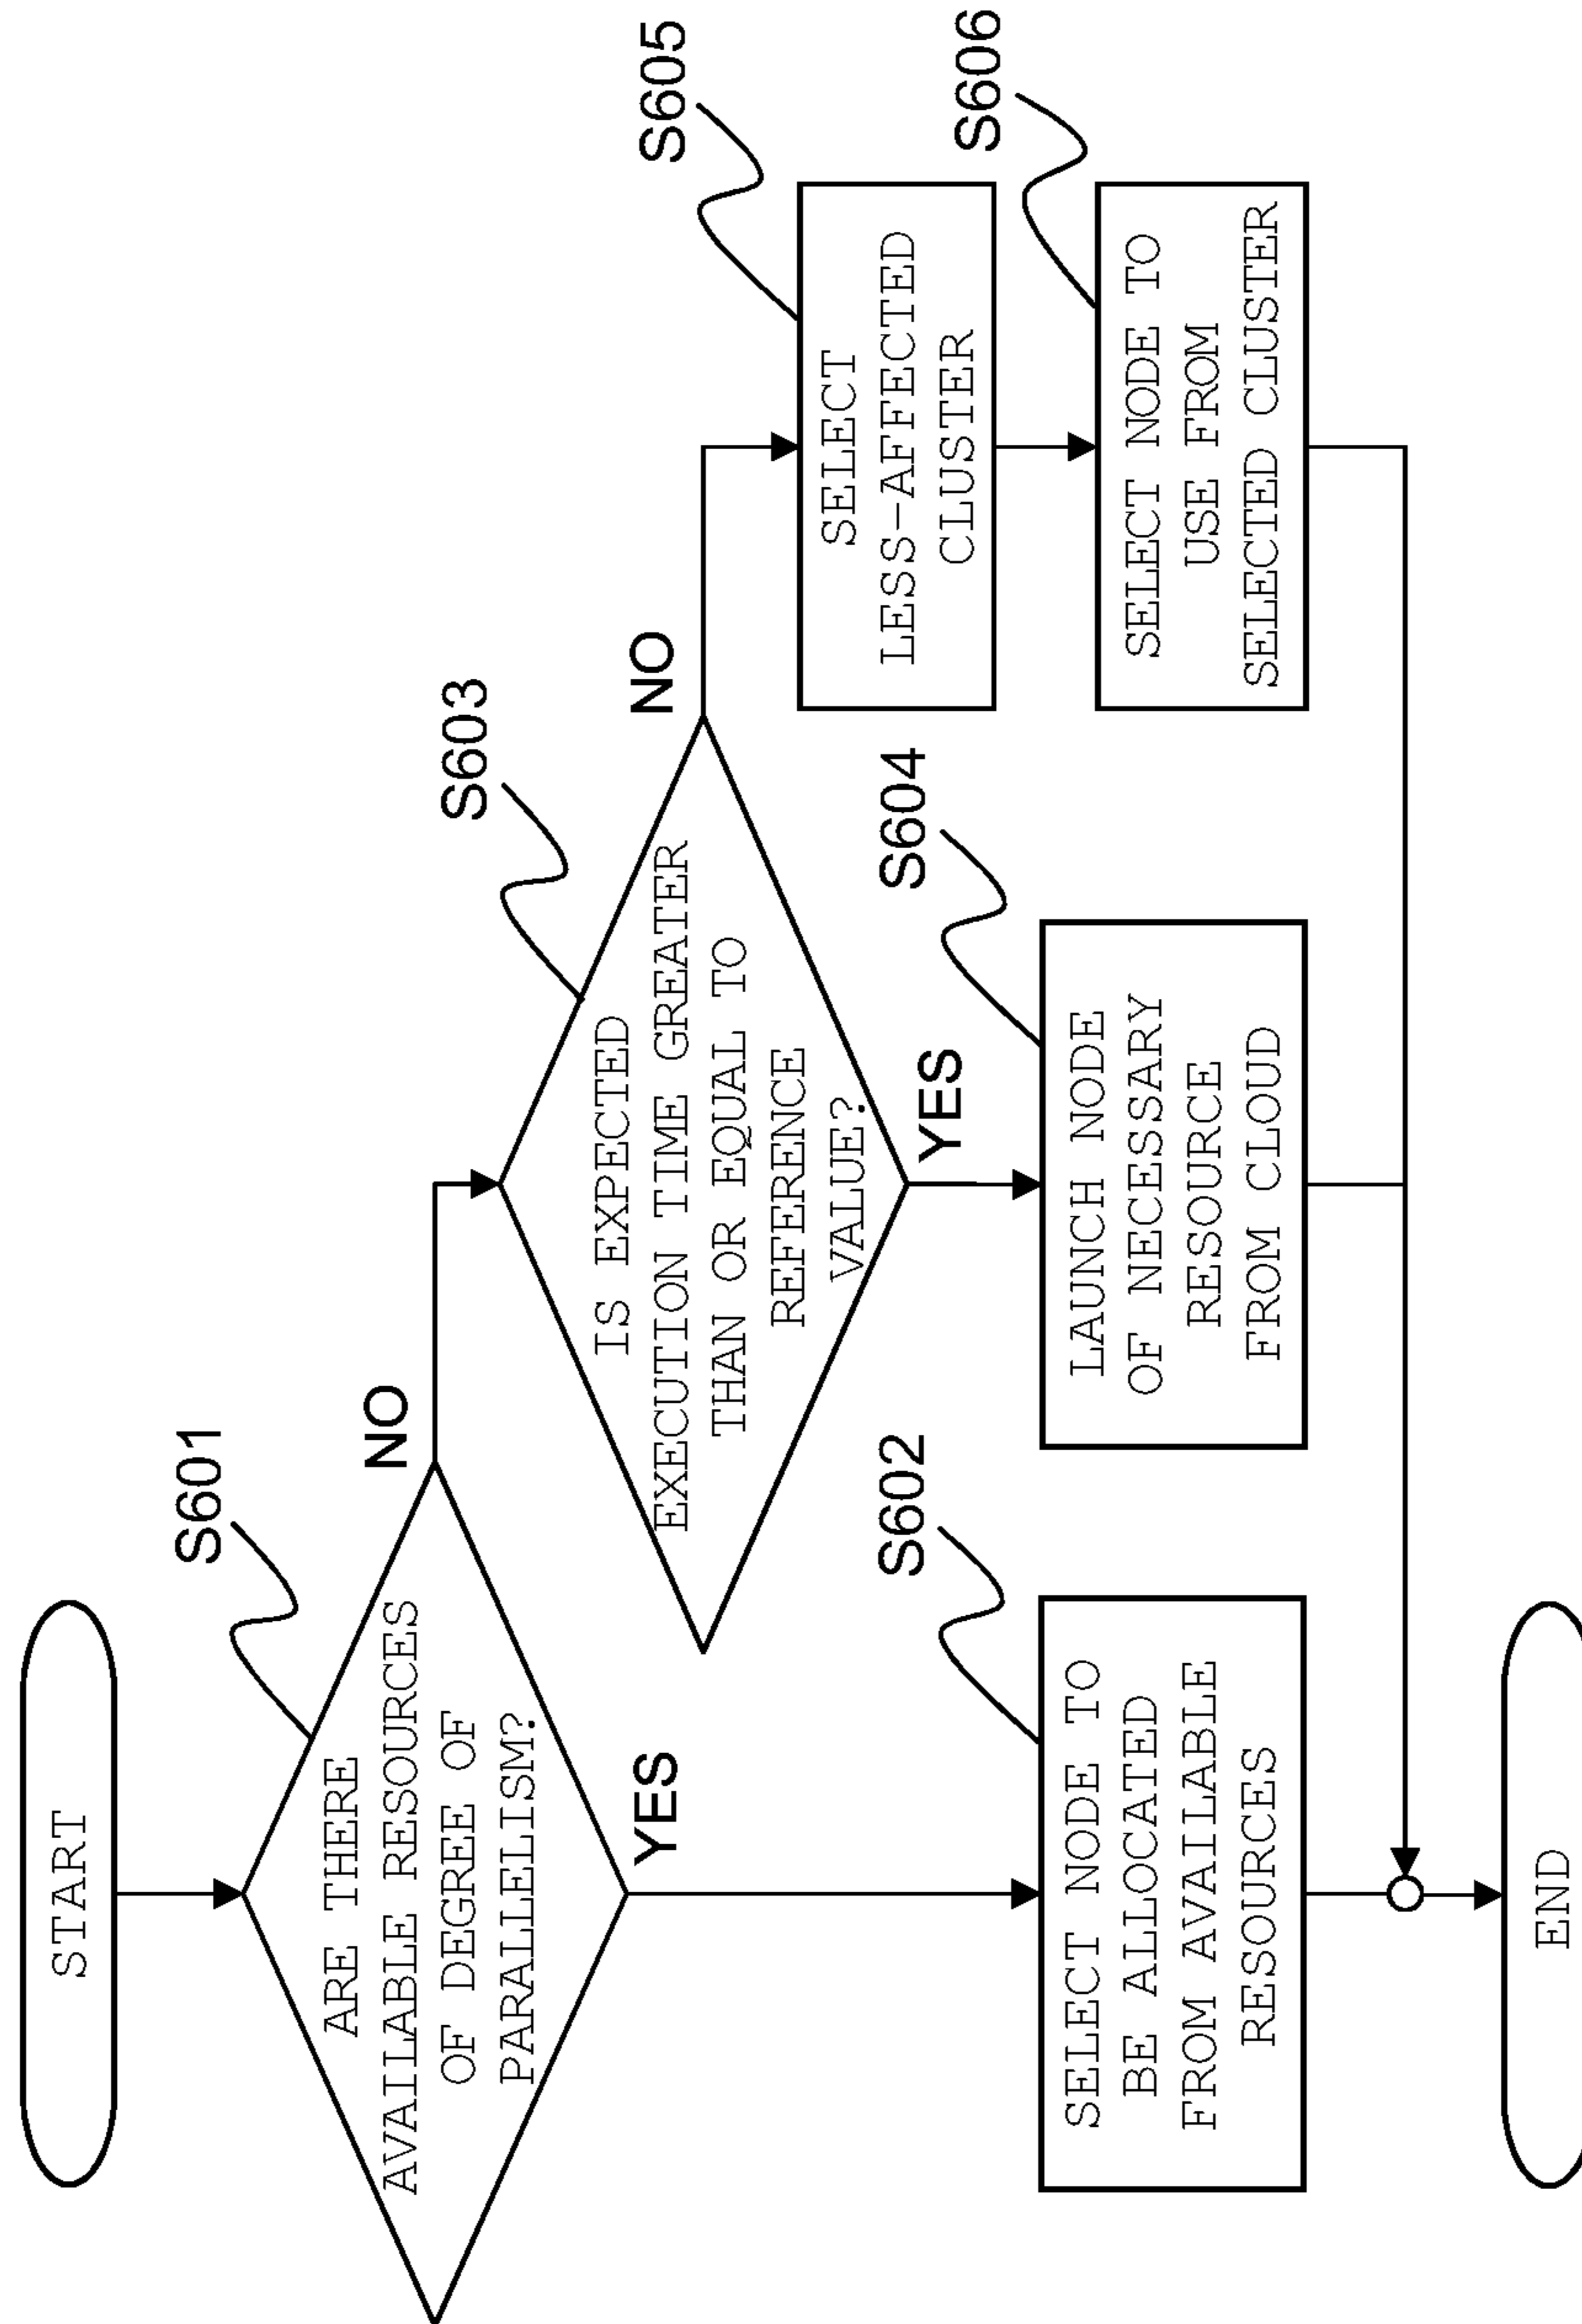 START
S601
ARE THERE
AVAILABLE RESOURCES
OF DEGREE OF
PARALLELISM?
NO
YES
S603
IS EXPECTED
EXECUTION TIME GREATER
THAN OR EQUAL TO
REFERENCE
VALUE?
NO
YES
S602
SELECT NODE TO
BE ALLOCATED
FROM AVAILABLE
RESOURCES
S604
LAUNCH NODE
OF NECESSARY
RESOURCE
FROM CLOUD
S605
SELECT
LESS-AFFECTED
CLUSTER
S606
SELECT NODE TO
USE FROM
SELECTED CLUSTER
END